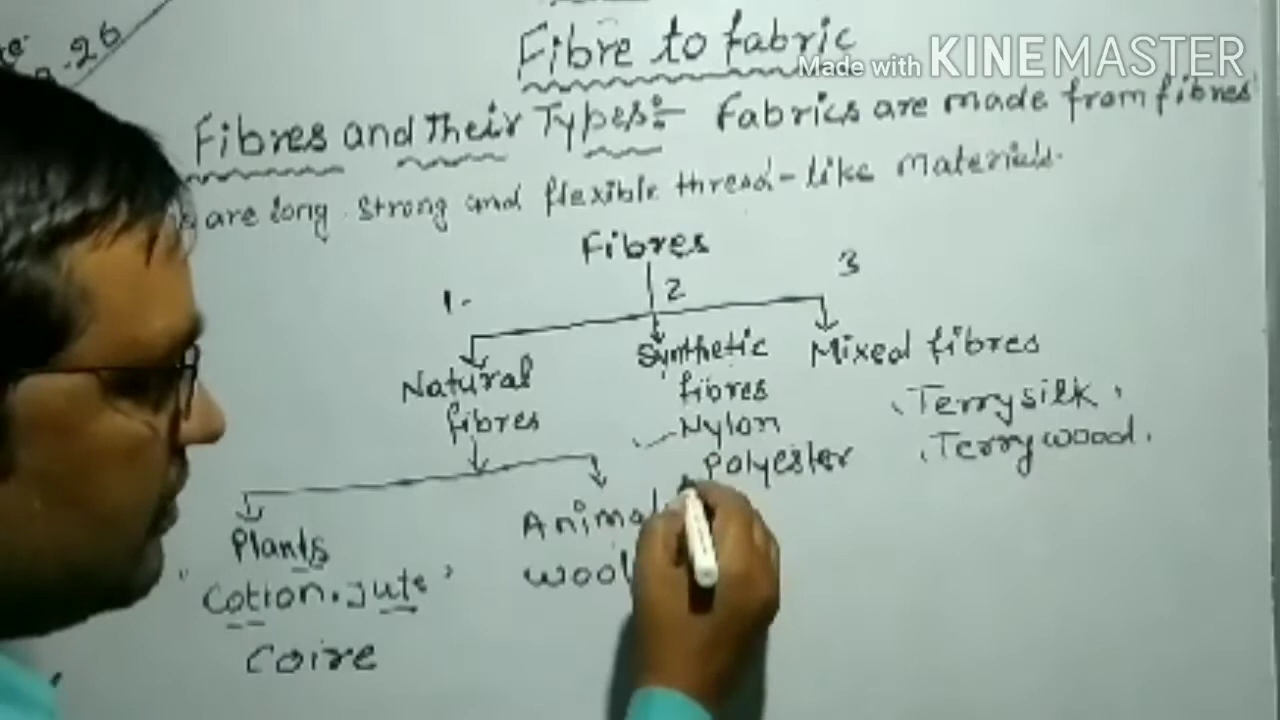 26
Fibre to fabric
Made with KINEMASTER
Fibres and Their Types:- Fabrics are made from fibres
are long. strong and flexible thread-like materials.
Fibres
1. 2 3
Natural fibres
Synthetic fibres
Mixed fibres
Nylon
Polyester
Terrysilk,
Terrywood.
Plants
"Cotion. Jute"
Coire
Animal
wool